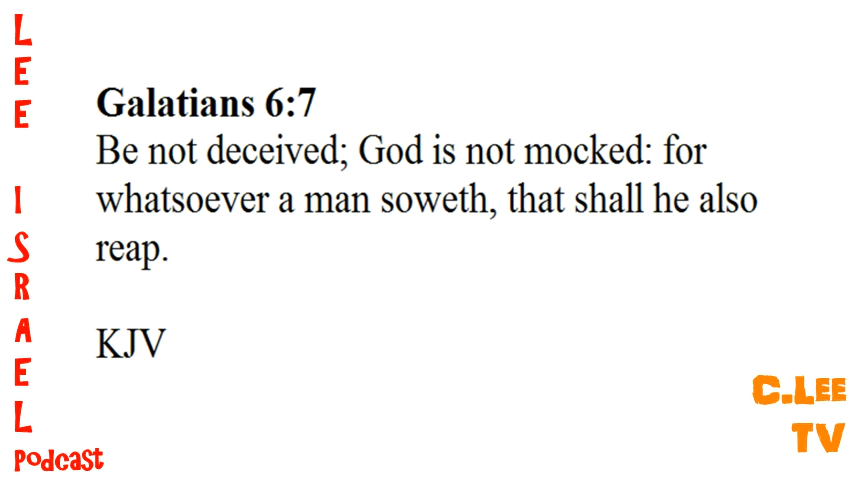 LEE ISRAEL
Podcast
Galatians 6:7
Be not deceived; God is not mocked: for
whatsoever a man soweth, that shall he also
reap.
KJV
C.LEE
TV